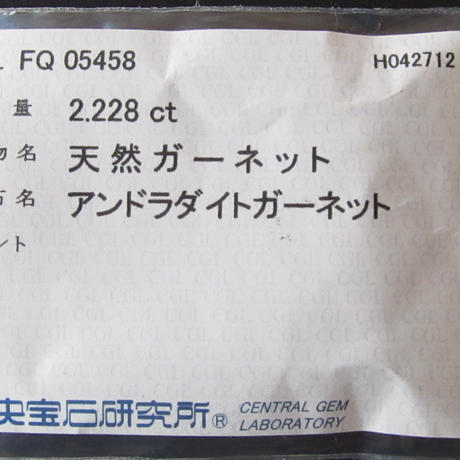 FQ 05458 H042712
量 2.228 ct
物名 天然ガーネット
石名 アンドラダイトガーネット
ント
央宝石研究所® CENTRAL GEM
LABORATORY